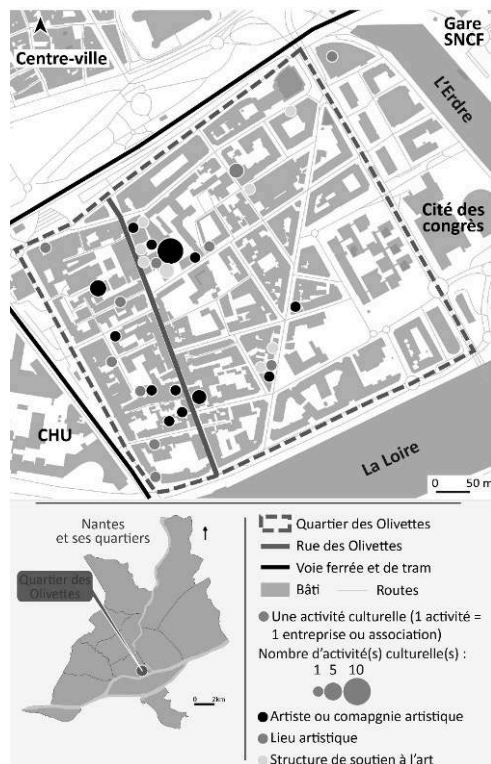 Gare
SNCF
Centre-ville
L'Erdre
Cité des
congrès
CHU
La Loire
0 50 m
Nantes
et ses quartiers
Quartier des
Olivettes
0 2km
Quartier des Olivettes
Rue des Olivettes
Voie ferrée et de tram
Bâti Routes
Une activité culturelle (1 activité =
1 entreprise ou association)
Nombre d'activité(s) culturelle(s) :
1 5 10
Artiste ou comapgnie artistique
Lieu artistique
Structure de soutien à l'art